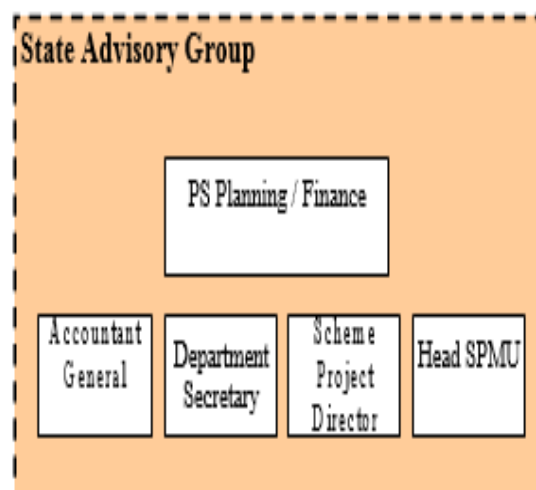 State Advisory Group
PS Planning / Finance
Accountant
General
Department
Secretary
Scheme
Project
Director
Head SPMU